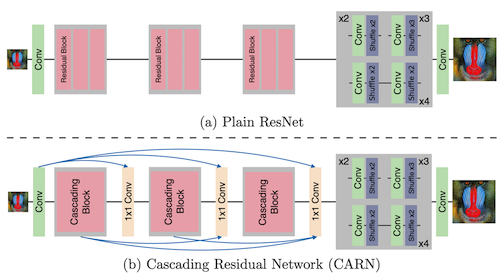 Conv
Residual Block
Residual Block
Residual Block
x2
Conv
Shuffle x2
Conv
Shuffle x3
x3
Conv
Shuffle x2
Conv
Shuffle x2
x4
Conv
(a) Plain ResNet
Conv
Cascading
Block
1x1 Conv
Cascading
Block
1x1 Conv
Cascading
Block
1x1 Conv
x2
Conv
Shuffle x2
Conv
Shuffle x3
x3
Conv
Shuffle x2
Conv
Shuffle x2
x4
Conv
(b) Cascading Residual Network (CARN)